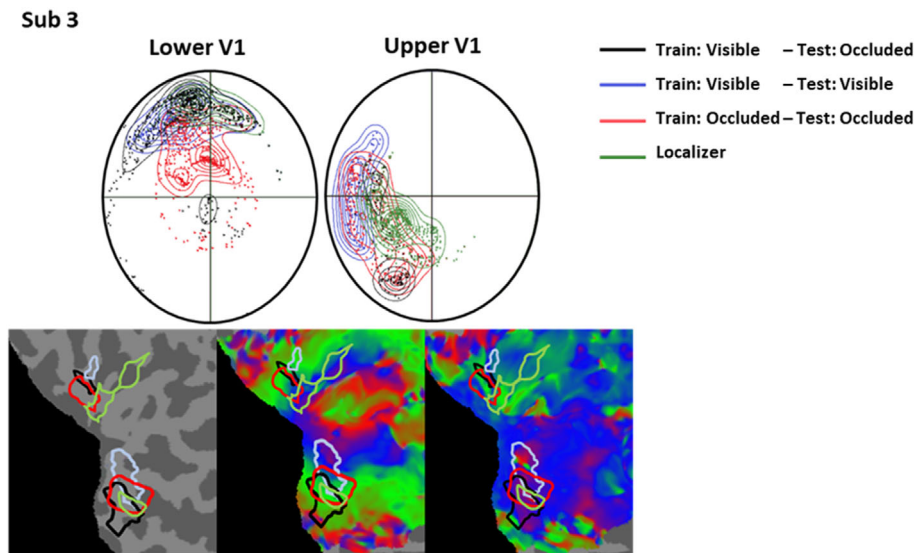 Sub 3
Lower V1
Upper V1
Train: Visible – Test: Occluded
Train: Visible – Test: Visible
Train: Occluded – Test: Occluded
Localizer